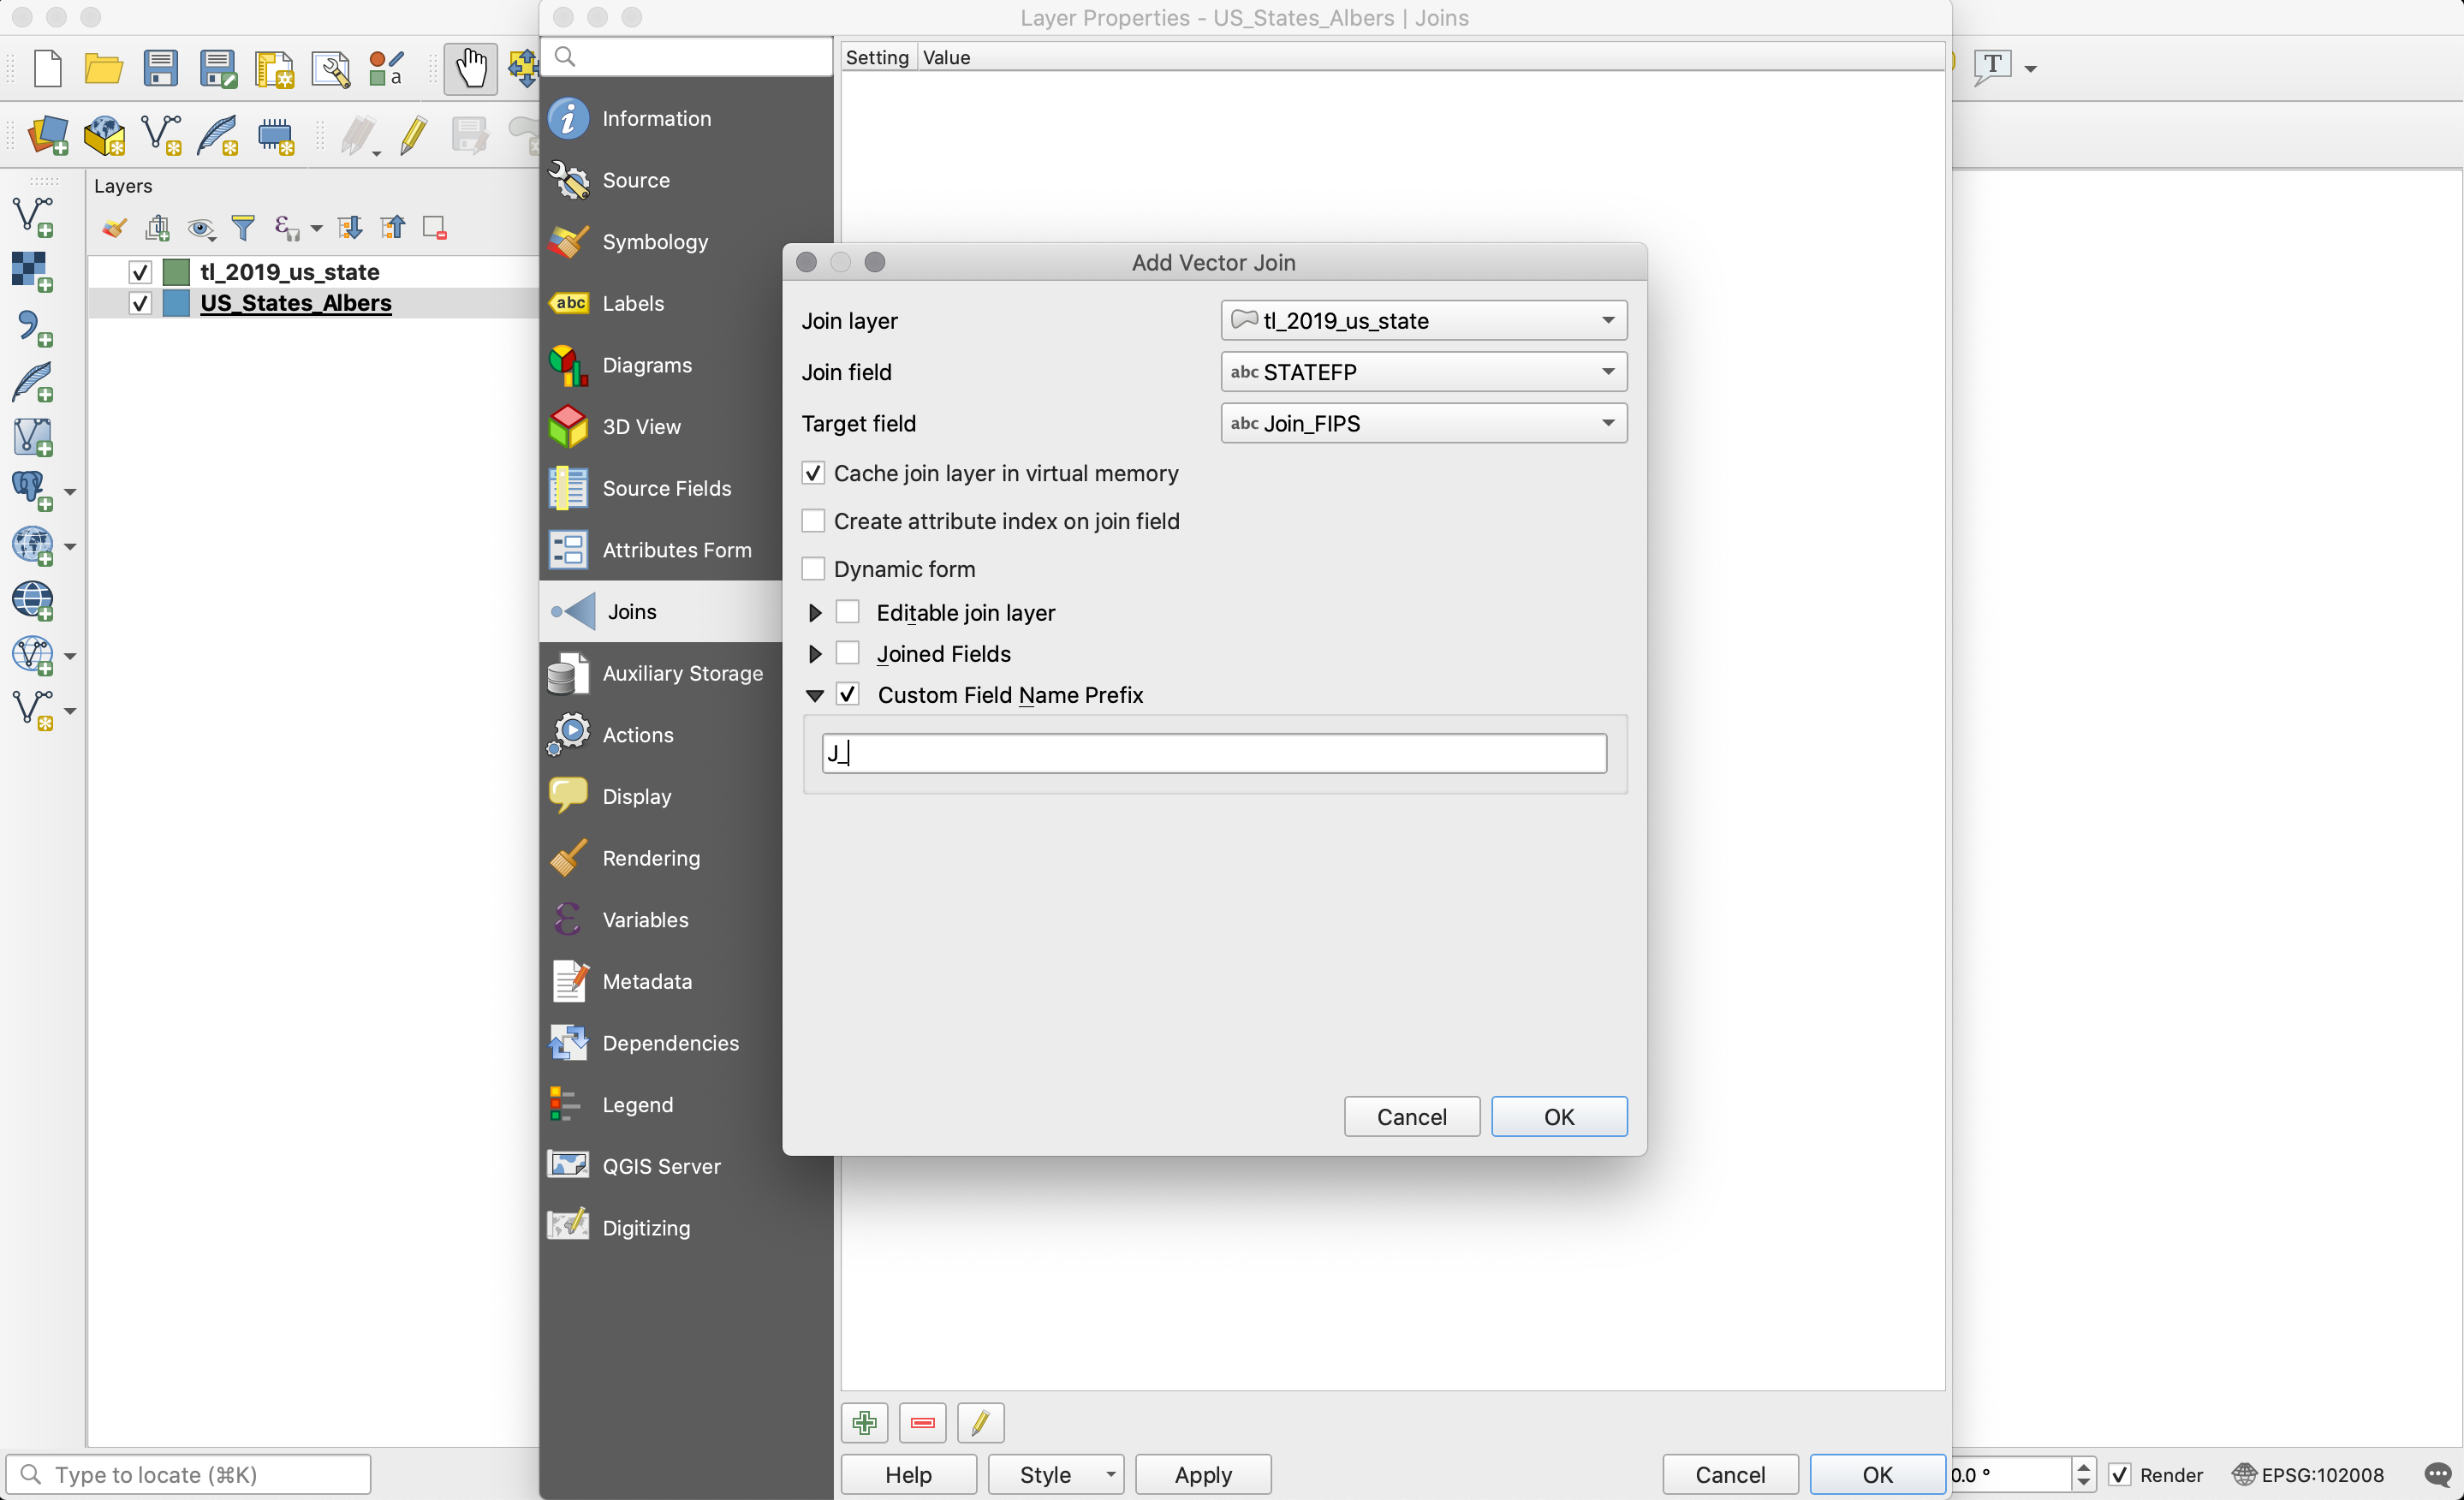 Layer Properties - US_States_Albers | Joins
Setting Value
Layers
tl_2019_us_state
US_States_Albers
Information
Source
Symbology
abc Labels
Diagrams
3D View
Source Fields
Attributes Form
Joins
Auxiliary Storage
Actions
Display
Rendering
Variables
Metadata
Dependencies
Legend
QGIS Server
Digitizing
Add Vector Join
Join layer tl_2019_us_state
Join field abc STATEFP
Target field abc Join_FIPS
Cache join layer in virtual memory
Create attribute index on join field
Dynamic form
Editable join layer
Joined Fields
Custom Field Name Prefix
J_
Cancel OK
Help Style Apply Cancel OK
Type to locate (⌘K)
0.0 ° Render EPSG:102008